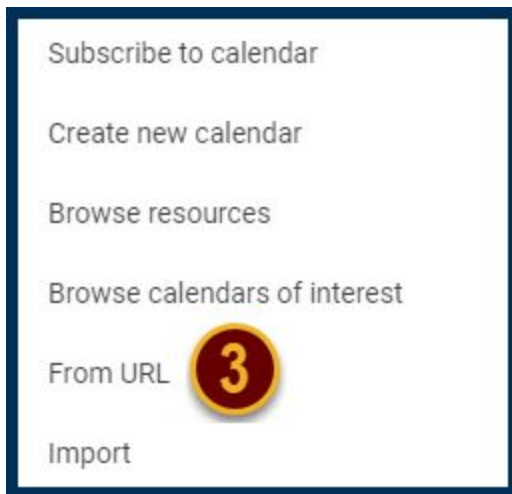 Subscribe to calendar
Create new calendar
Browse resources
Browse calendars of interest
From URL 3
Import